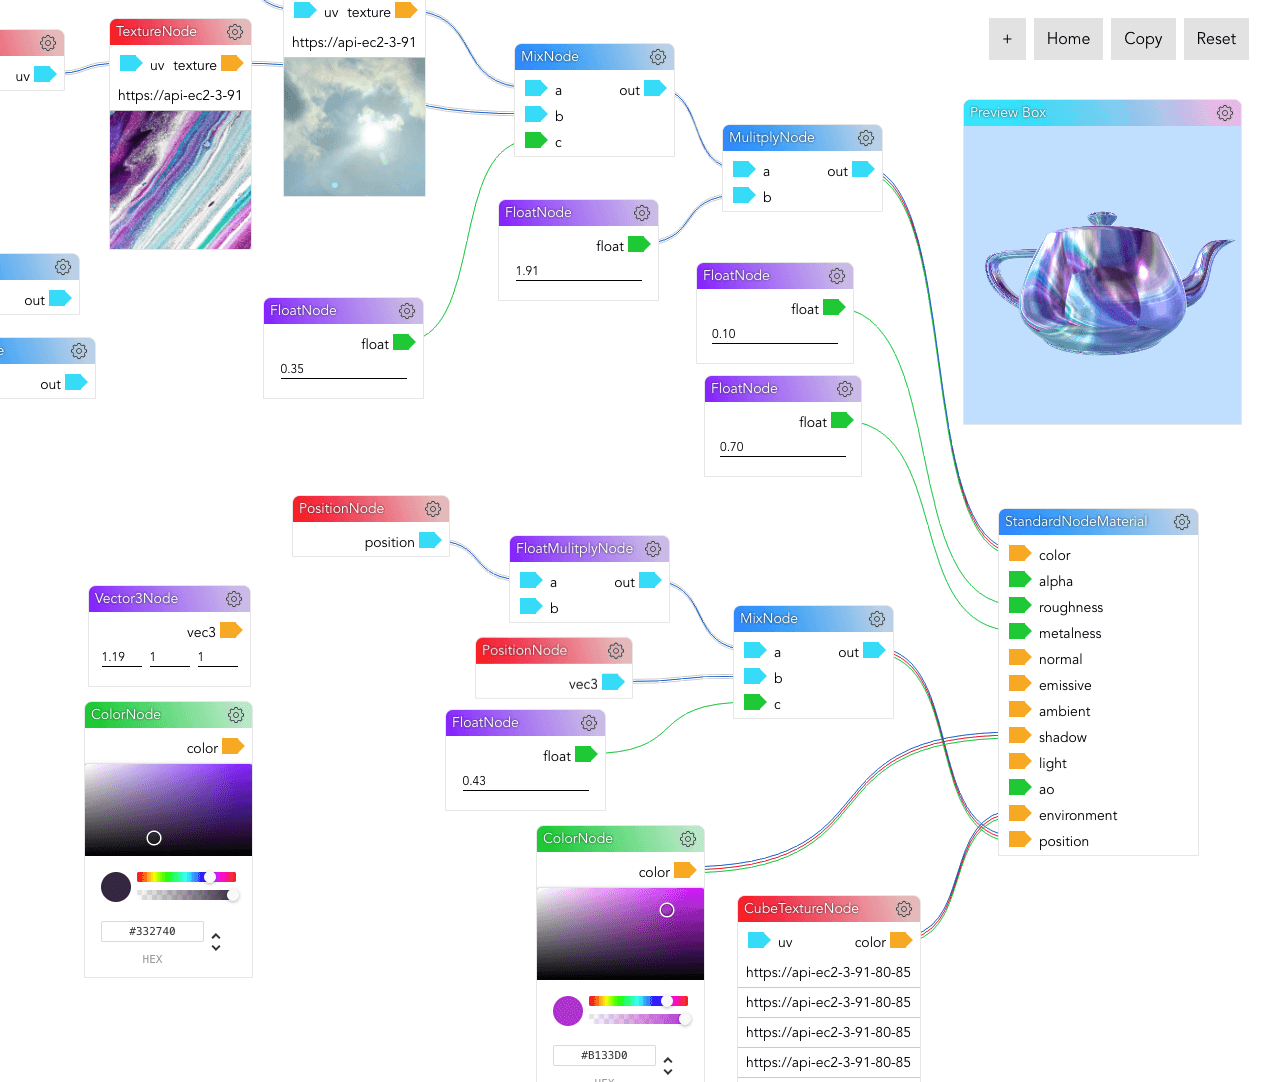 uv texture
https://api-ec2-3-91
+ Home Copy Reset
TextureNode
uv texture
https://api-ec2-3-91
uv
MixNode
a out
b
c
Preview Box
MulitplyNode
a out
b
FloatNode
float
1.91
out
FloatNode
float
0.10
FloatNode
float
0.35
out
FloatNode
float
0.70
PositionNode
position
StandardNodeMaterial
color
alpha
roughness
metalness
normal
emissive
ambient
shadow
light
ao
environment
position
FloatMulitplyNode
a out
b
Vector3Node
vec3
1.19 1 1
MixNode
a out
b
c
PositionNode
vec3
FloatNode
float
0.43
ColorNode
color
#332740
HEX
ColorNode
color
#B133D0
HEX
CubeTextureNode
uv color
https://api-ec2-3-91-80-85
https://api-ec2-3-91-80-85
https://api-ec2-3-91-80-85
https://api-ec2-3-91-80-85